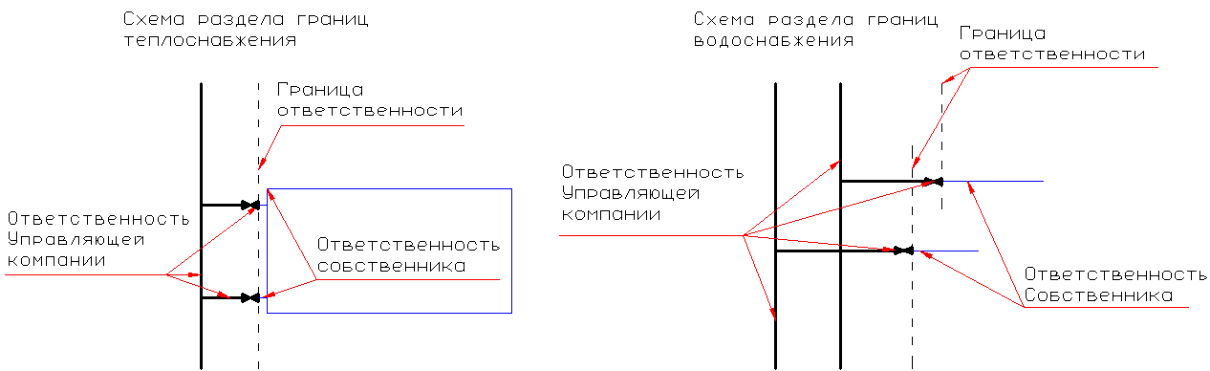 Схема раздела границ
теплоснабжения
Граница
ответственности
Ответственность
Управляющей
компании
Ответственность
собственника
Схема раздела границ
водоснабжения
Граница
ответственности
Ответственность
Управляющей
компании
Ответственность
Собственника